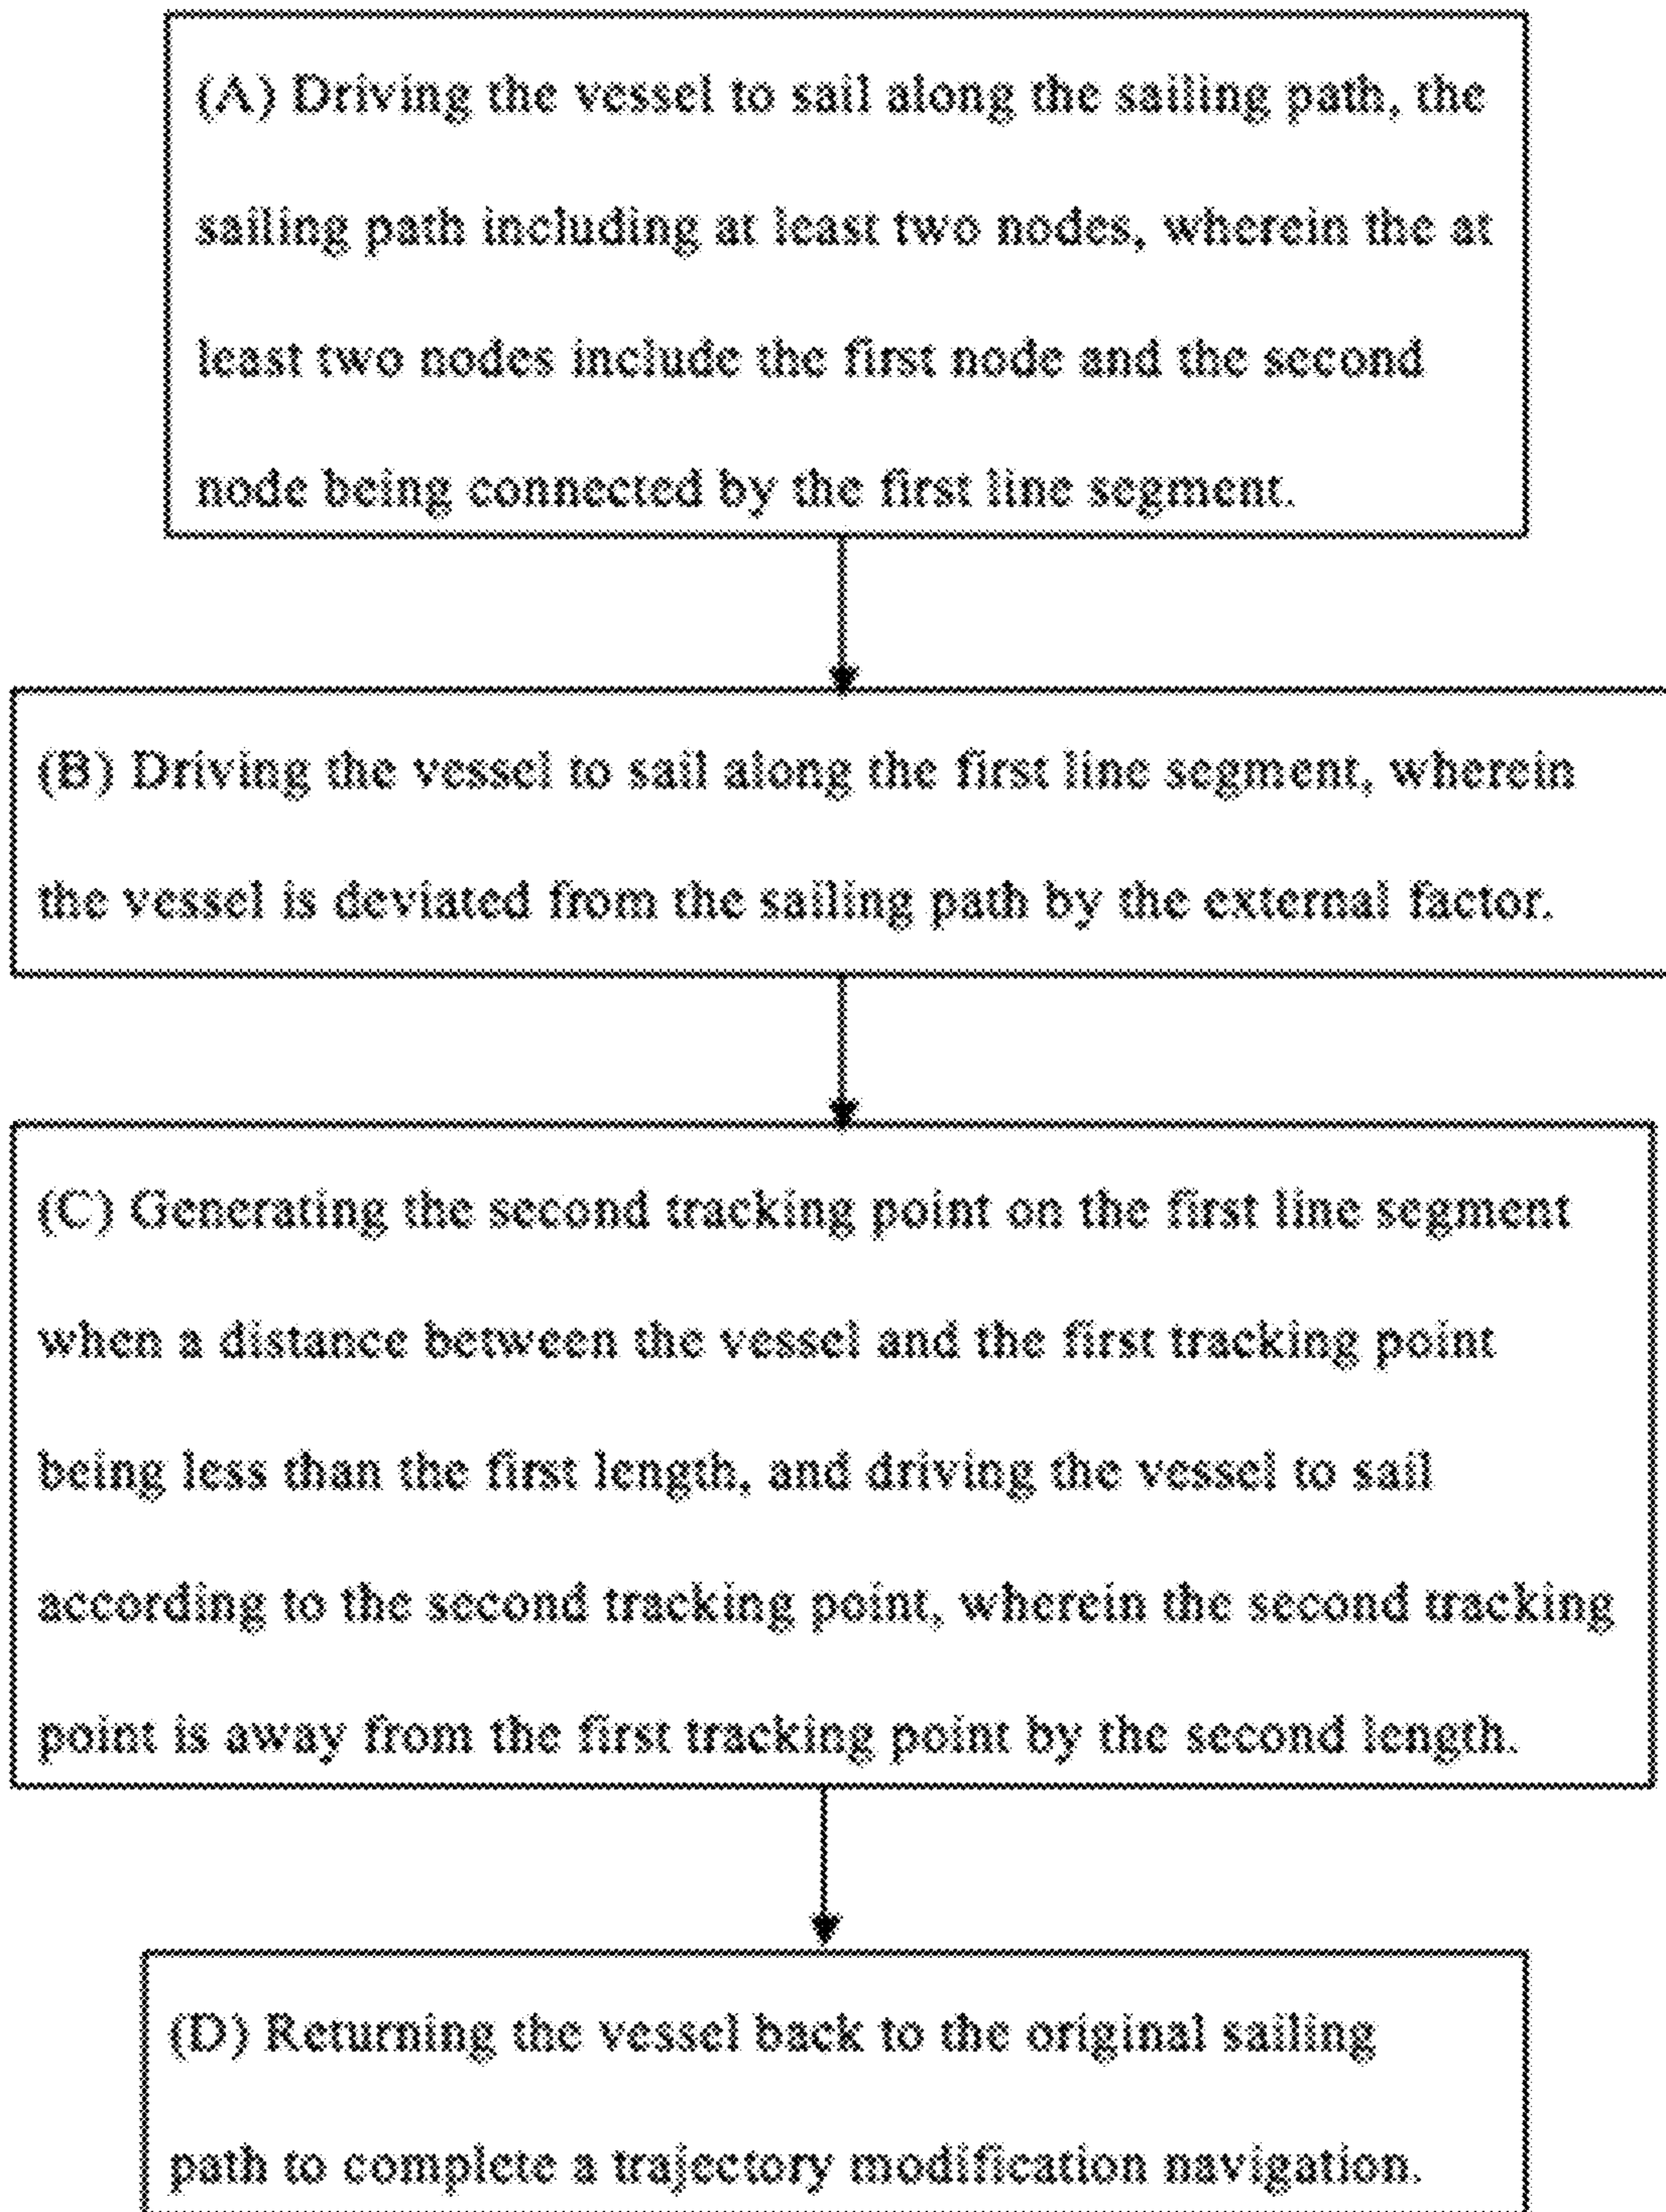 (A) Driving the vessel to sail along the sailing path, the
sailing path including at least two nodes, wherein the at
least two nodes include the first node and the second
node being connected by the first line segment.
(B) Driving the vessel to sail along the first line segment, wherein
the vessel is deviated from the sailing path by the external factor.
(C) Generating the second tracking point on the first line segment
when a distance between the vessel and the first tracking point
being less than the first length, and driving the vessel to sail
according to the second tracking point, wherein the second tracking
point is away from the first tracking point by the second length.
(D) Returning the vessel back to the original sailing
path to complete a trajectory modification navigation.